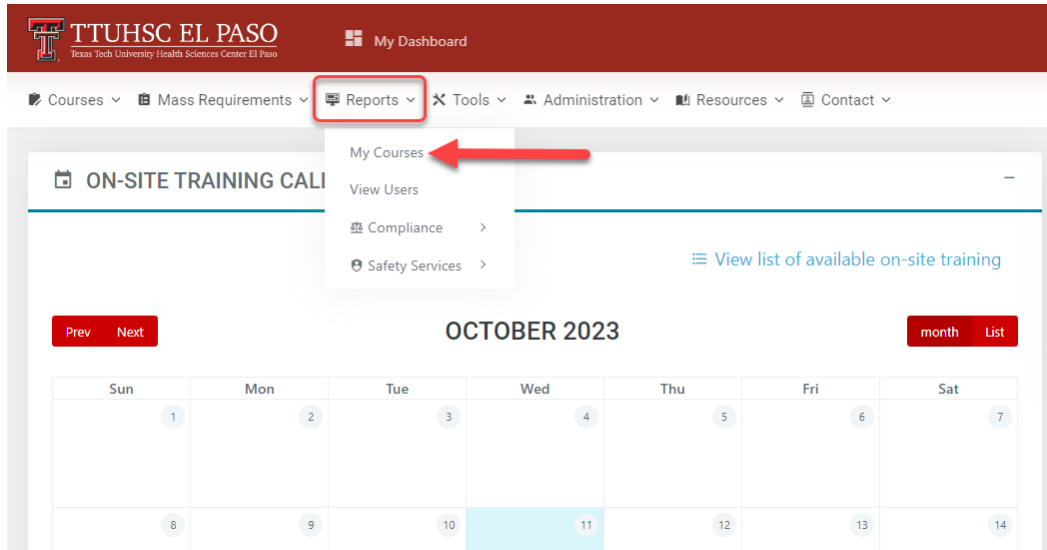 TTUHSC EL PASO
Texas Tech University Health Sciences Center El Paso
My Dashboard
Courses
Mass Requirements
Reports
Tools
Administration
Resources
Contact
My Courses
View Users
Compliance
Safety Services
ON-SITE TRAINING CALE
View list of available on-site training
Prev Next
OCTOBER 2023
month List
Sun Mon Tue Wed Thu Fri Sat
1 2 3 4 5 6 7
8 9 10 11 12 13 14